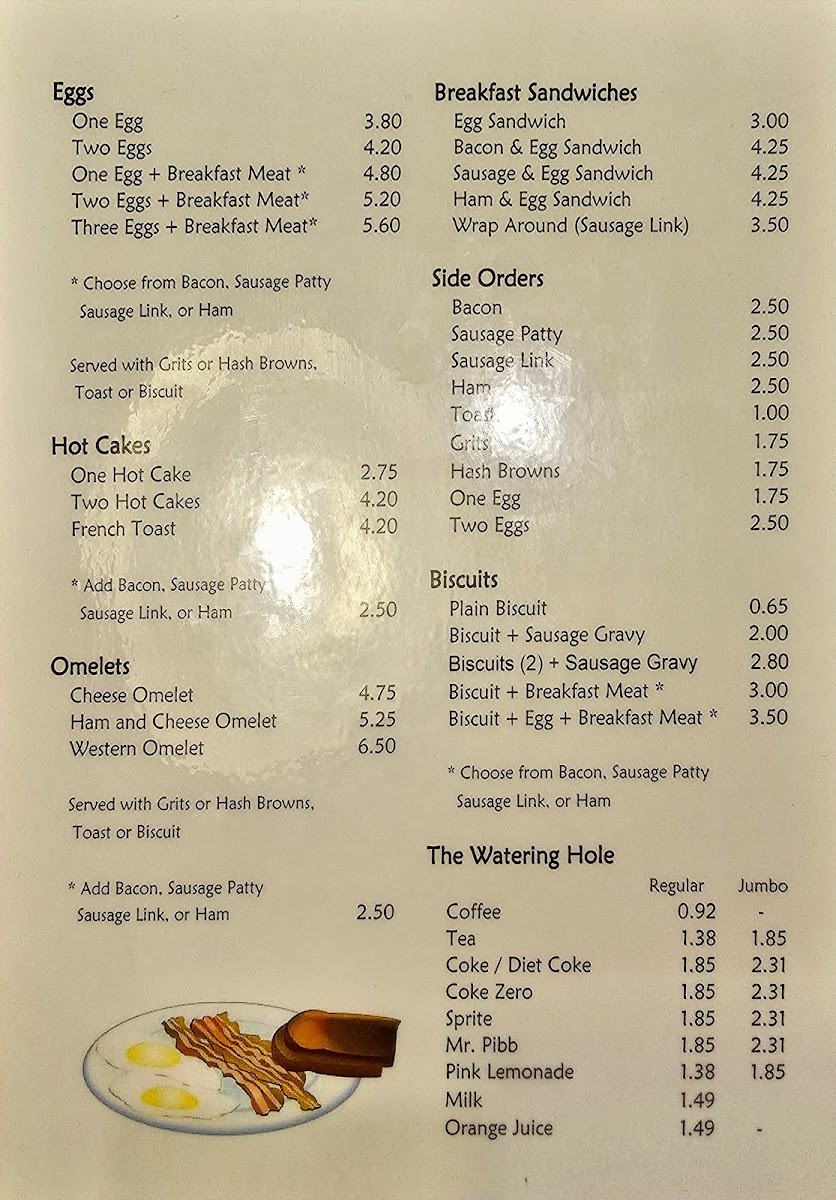 Eggs
One Egg 3.80
Two Eggs 4.20
One Egg + Breakfast Meat * 4.80
Two Eggs + Breakfast Meat* 5.20
Three Eggs + Breakfast Meat* 5.60
* Choose from Bacon, Sausage Patty
Sausage Link, or Ham
Served with Grits or Hash Browns,
Toast or Biscuit
Hot Cakes
One Hot Cake 2.75
Two Hot Cakes 4.20
French Toast 4.20
* Add Bacon, Sausage Patty
Sausage Link, or Ham 2.50
Omelets
Cheese Omelet 4.75
Ham and Cheese Omelet 5.25
Western Omelet 6.50
Served with Grits or Hash Browns,
Toast or Biscuit
* Add Bacon, Sausage Patty
Sausage Link, or Ham 2.50
Breakfast Sandwiches
Egg Sandwich 3.00
Bacon & Egg Sandwich 4.25
Sausage & Egg Sandwich 4.25
Ham & Egg Sandwich 4.25
Wrap Around (Sausage Link) 3.50
Side Orders
Bacon 2.50
Sausage Patty 2.50
Sausage Link 2.50
Ham 2.50
Toast 1.00
Grits 1.75
Hash Browns 1.75
One Egg 1.75
Two Eggs 2.50
Biscuits
Plain Biscuit 0.65
Biscuit + Sausage Gravy 2.00
Biscuits (2) + Sausage Gravy 2.80
Biscuit + Breakfast Meat * 3.00
Biscuit + Egg + Breakfast Meat * 3.50
* Choose from Bacon, Sausage Patty
Sausage Link, or Ham
The Watering Hole
Regular Jumbo
Coffee 0.92 -
Tea 1.38 1.85
Coke / Diet Coke 1.85 2.31
Coke Zero 1.85 2.31
Sprite 1.85 2.31
Mr. Pibb 1.85 2.31
Pink Lemonade 1.38 1.85
Milk 1.49
Orange Juice 1.49 -